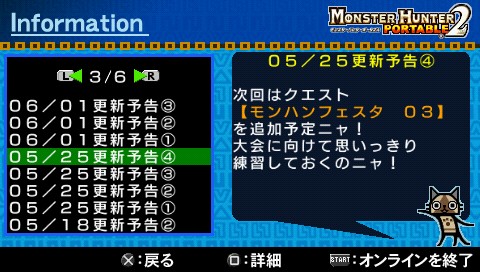 Information
MONSTER HUNTER
PORTABLE 2
L 3/6 R
06/01更新予告③
06/01更新予告②
06/01更新予告①
05/25更新予告④
05/25更新予告③
05/25更新予告②
05/25更新予告①
05/18更新予告②
05/25更新予告④
次回はクエスト
【モンハンフェスタ 03】
を追加予定ニャ!
大会に向けて思いっきり
練習しておくのニャ!
×:戻る □:詳細 START:オンラインを終了